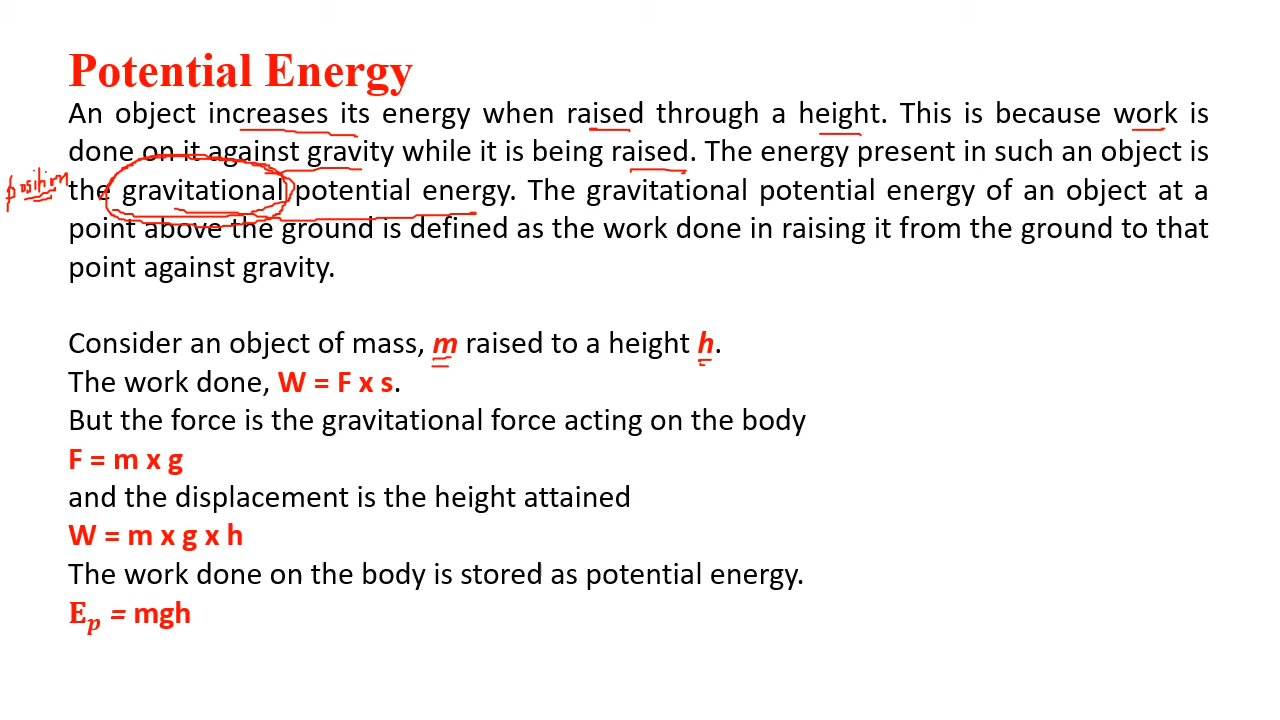 Potential Energy
An object increases its energy when raised through a height. This is because work is
done on it against gravity while it is being raised. The energy present in such an object is
position
the gravitational potential energy. The gravitational potential energy of an object at a
point above the ground is defined as the work done in raising it from the ground to that
point against gravity.
Consider an object of mass, m raised to a height h.
The work done, W = F x s.
But the force is the gravitational force acting on the body
F = m x g
and the displacement is the height attained
W = m x g x h
The work done on the body is stored as potential energy.
Eₚ = mgh